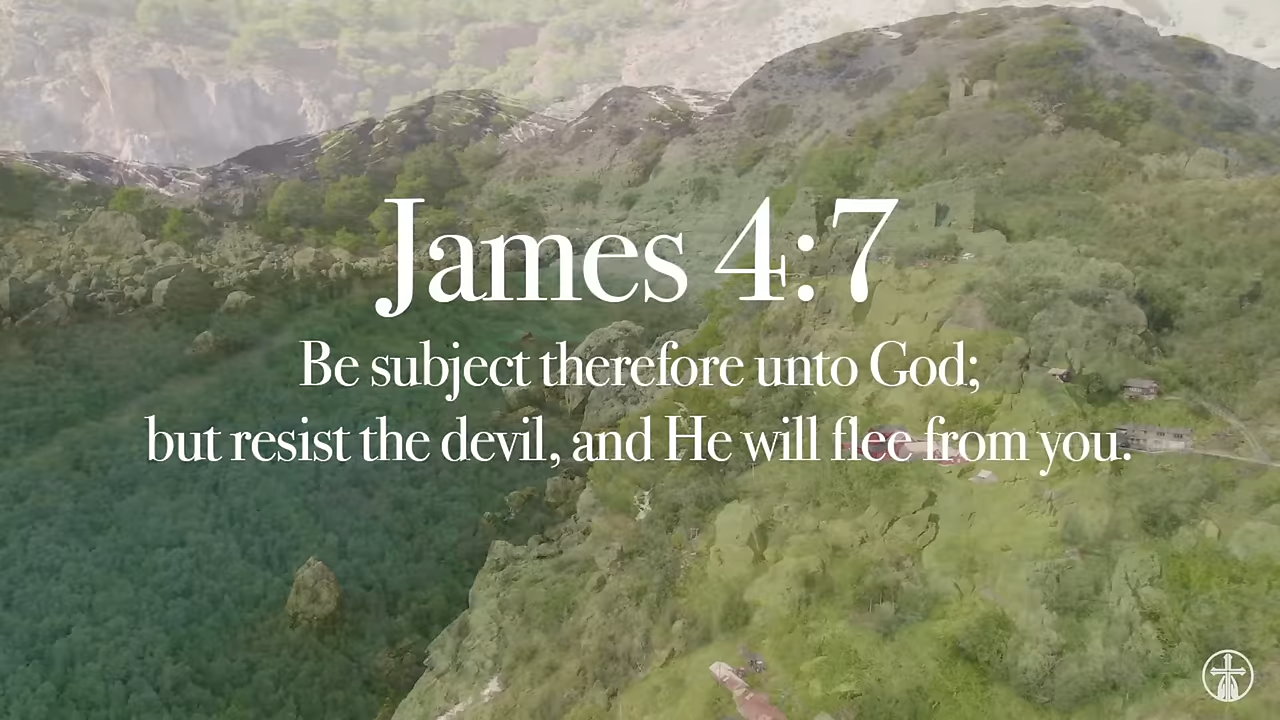 James 4:7
Be subject therefore unto God;
but resist the devil, and He will flee from you.